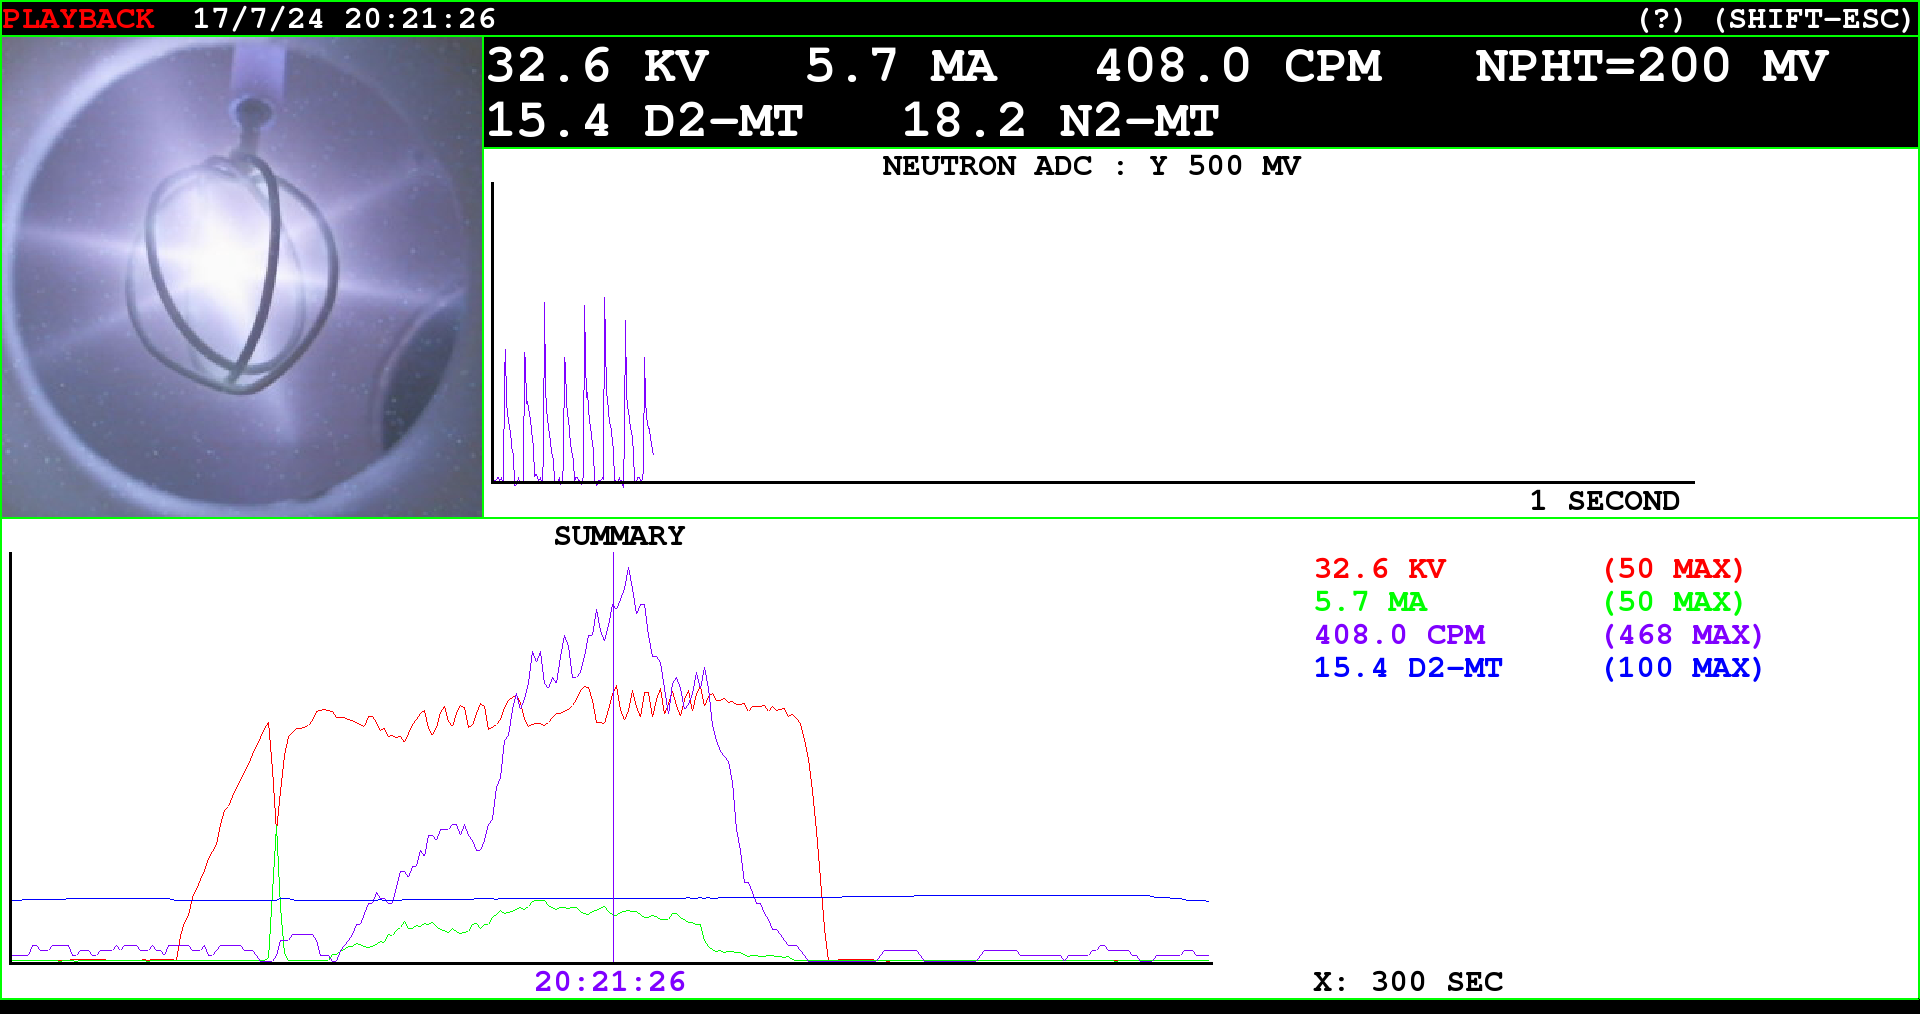 PLAYBACK 17/7/24 20:21:26 (?) (SHIFT-ESC)
32.6 KV 5.7 MA 408.0 CPM NPHT=200 MV
15.4 D2-MT 18.2 N2-MT
NEUTRON ADC : Y 500 MV
1 SECOND
SUMMARY
32.6 KV (50 MAX)
5.7 MA (50 MAX)
408.0 CPM (468 MAX)
15.4 D2-MT (100 MAX)
20:21:26 X: 300 SEC